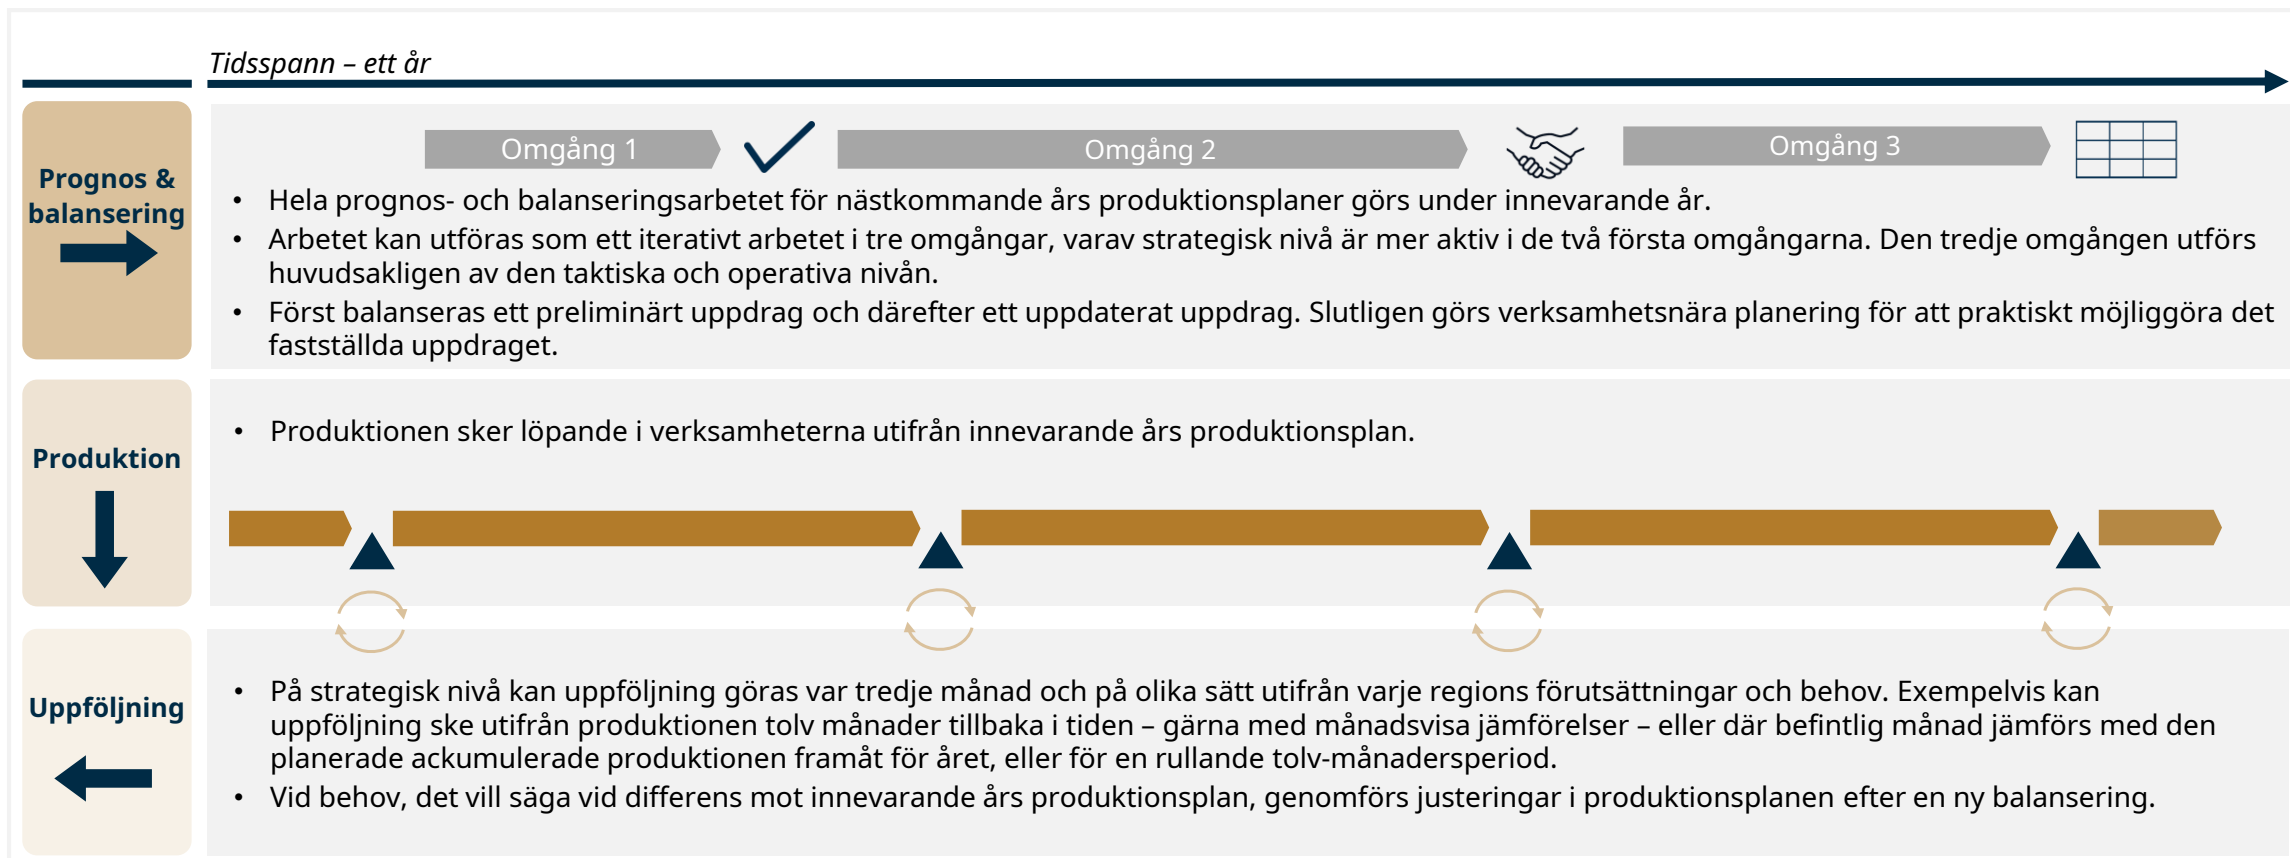 Tidsspann – ett år
Prognos &
balansering
Omgång 1
Omgång 2
Omgång 3
• Hela prognos- och balanseringsarbetet för nästkommande års produktionsplaner görs under innevarande år.
• Arbetet kan utföras som ett iterativt arbetet i tre omgångar, varav strategisk nivå är mer aktiv i de två första omgångarna. Den tredje omgången utförs
huvudsakligen av den taktiska och operativa nivån.
• Först balanseras ett preliminärt uppdrag och därefter ett uppdaterat uppdrag. Slutligen görs verksamhetsnära planering för att praktiskt möjliggöra det
fastställda uppdraget.
Produktion
• Produktionen sker löpande i verksamheterna utifrån innevarande års produktionsplan.
Uppföljning
• På strategisk nivå kan uppföljning göras var tredje månad och på olika sätt utifrån varje regions förutsättningar och behov. Exempelvis kan
uppföljning ske utifrån produktionen tolv månader tillbaka i tiden – gärna med månadsvisa jämförelser – eller där befintlig månad jämförs med den
planerade ackumulerade produktionen framåt för året, eller för en rullande tolv-månadersperiod.
• Vid behov, det vill säga vid differens mot innevarande års produktionsplan, genomförs justeringar i produktionsplanen efter en ny balansering.